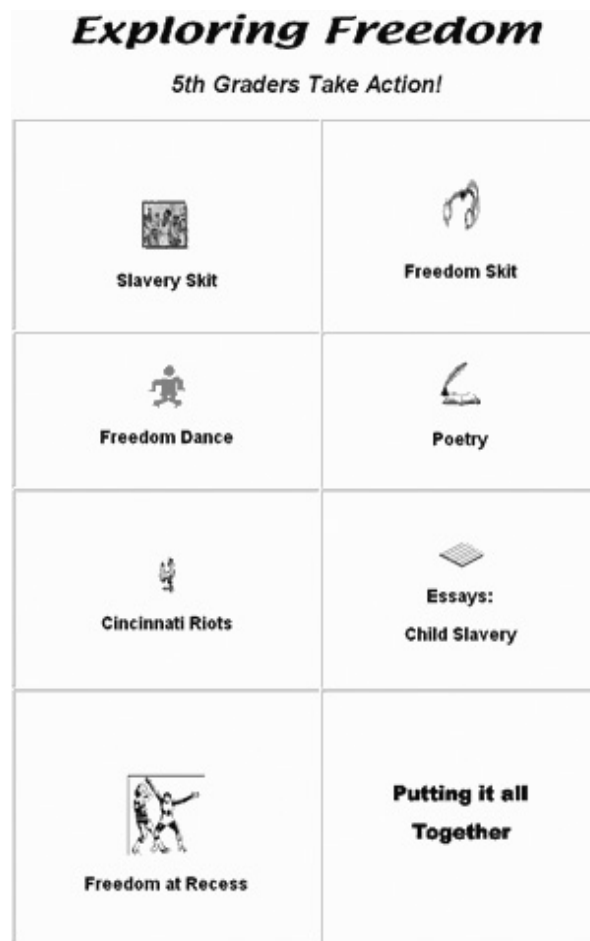 Exploring Freedom
5th Graders Take Action!
Slavery Skit
Freedom Skit
Freedom Dance
Poetry
Cincinnati Riots
Essays:
Child Slavery
Freedom at Recess
Putting it all
Together